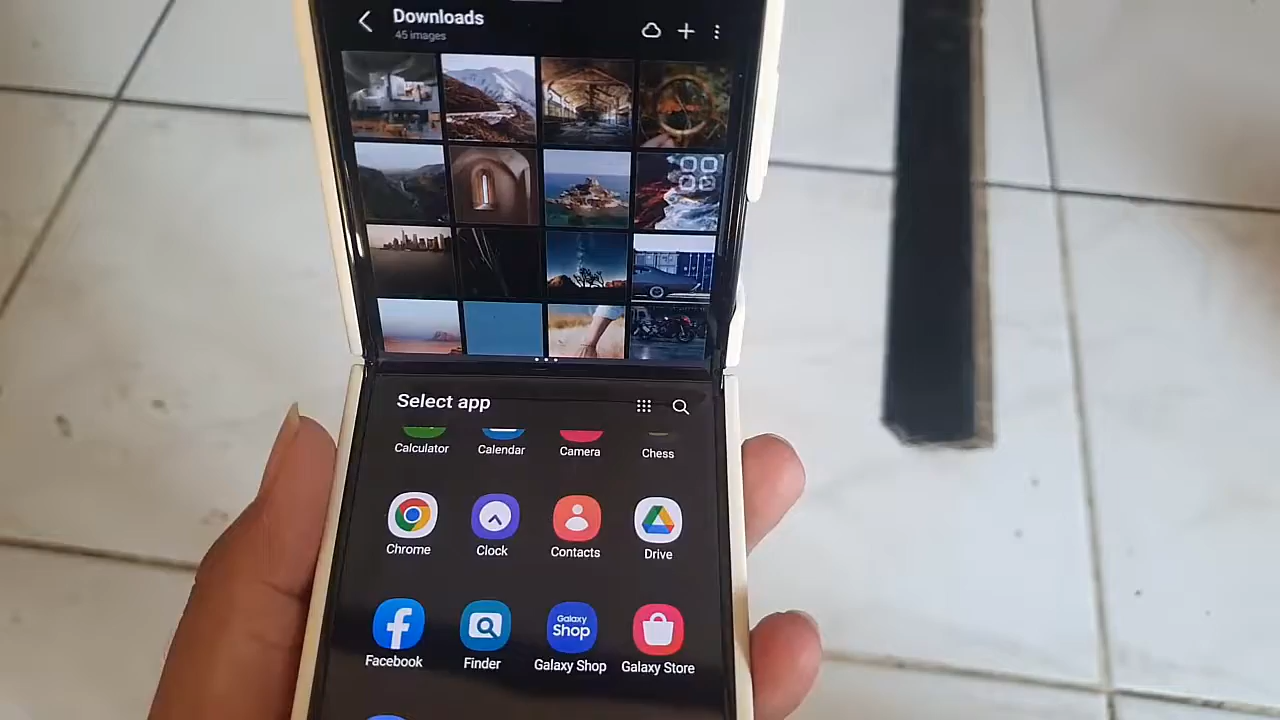 Downloads
45 images
Select app
Calculator Calendar Camera Chess
Chrome Clock Contacts Drive
Galaxy
Shop
Facebook Finder Galaxy Shop Galaxy Store